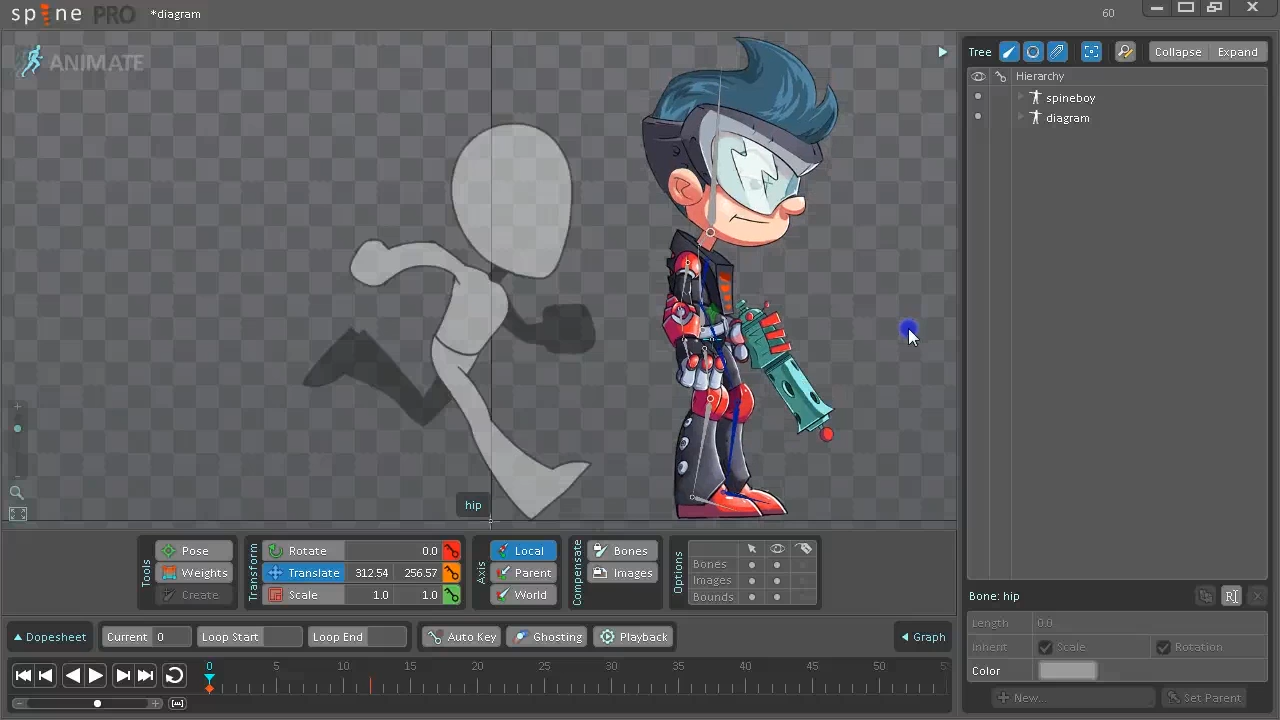 spine PRO *diagram 60
ANIMATE
Tree Collapse Expand
Hierarchy
spineboy
diagram
hip
Tools Pose Weights Create
Transform Rotate 0.0
Translate 312.54 256.57
Scale 1.0 1.0
Axis Local Parent World
Compensate Bones Images
Options
Bones
Images
Bounds
Bone: hip
Length 0.0
Inherit Scale Rotation
Color
New... Set Parent
Dopesheet Current 0 Loop Start Loop End Auto Key Ghosting Playback Graph
0 5 10 15 20 25 30 35 40 45 50